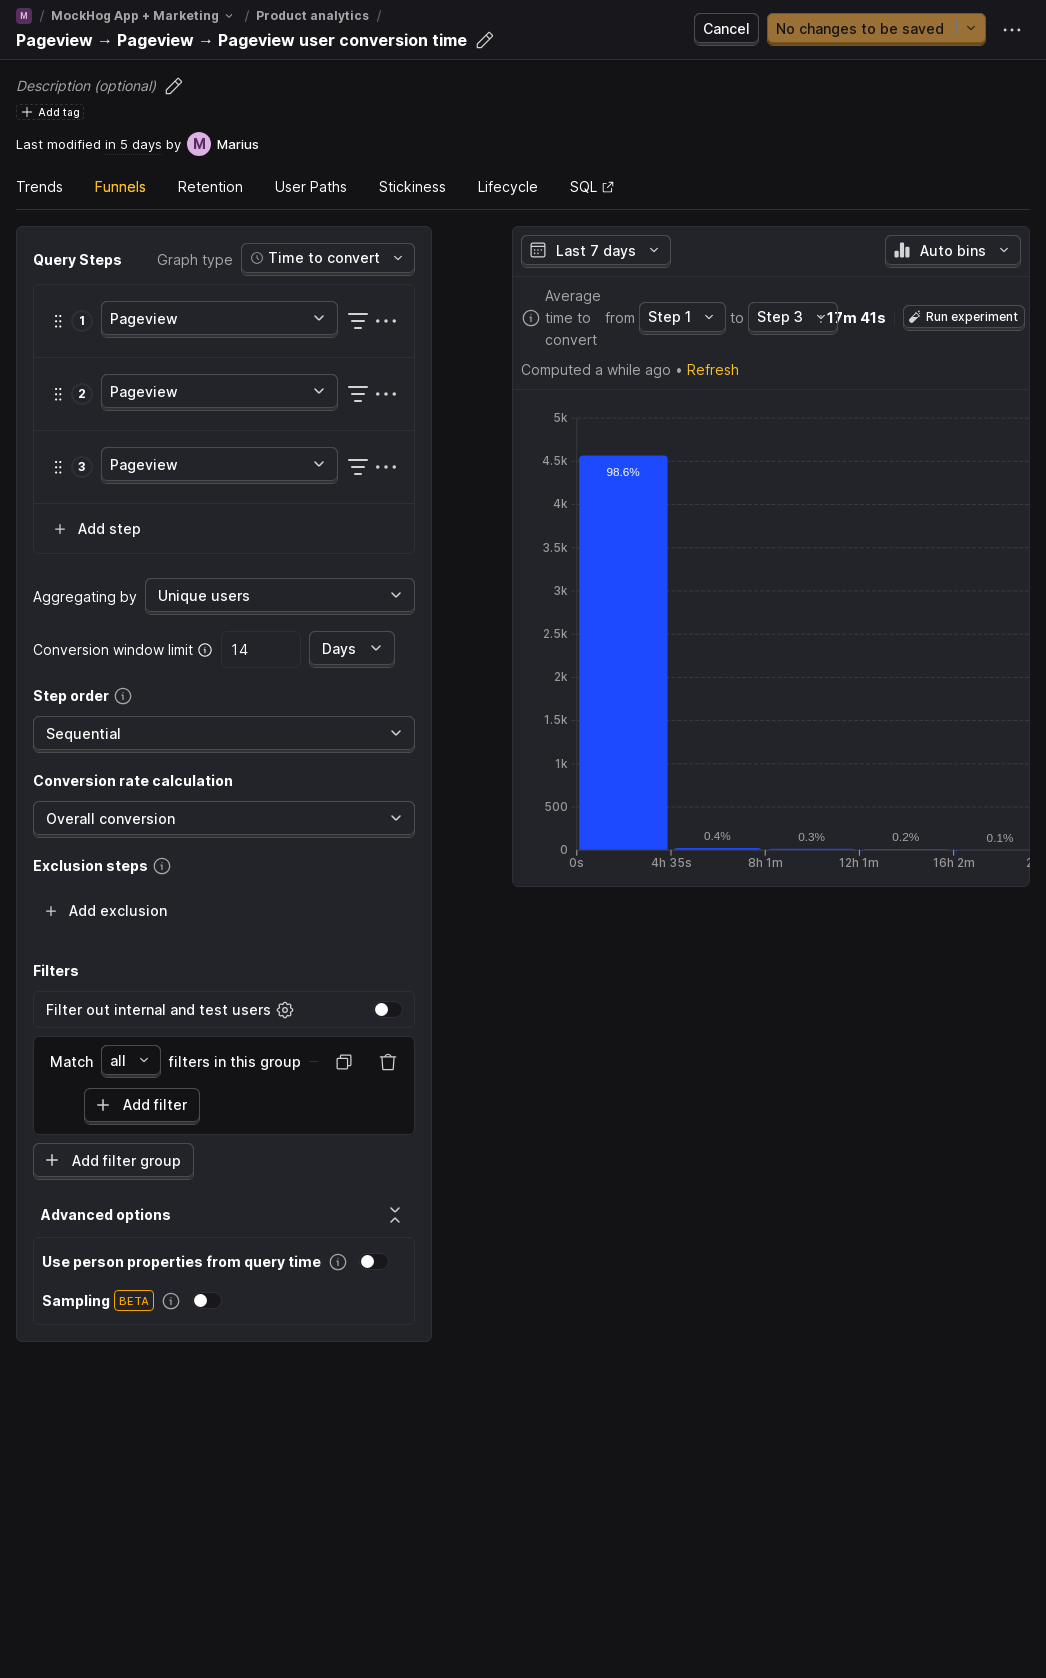 M / MockHog App + Marketing / Product analytics /
Pageview → Pageview → Pageview user conversion time
Cancel
No changes to be saved
Description (optional)
Add tag
Last modified in 5 days by M Marius
Trends Funnels Retention User Paths Stickiness Lifecycle SQL
Query Steps
Graph type
Time to convert
1 Pageview
2 Pageview
3 Pageview
Add step
Aggregating by Unique users
Conversion window limit 14 Days
Step order
Sequential
Conversion rate calculation
Overall conversion
Exclusion steps
Add exclusion
Filters
Filter out internal and test users
Match all filters in this group
Add filter
Add filter group
Advanced options
Use person properties from query time
Sampling BETA
Last 7 days
Auto bins
Average
time to
convert
from Step 1 to Step 3 :17m 41s
Run experiment
Computed a while ago • Refresh
5k
4.5k
4k
3.5k
3k
2.5k
2k
1.5k
1k
500
0
98.6%
0.4% 0.3% 0.2% 0.1%
0s 4h 35s 8h 1m 12h 1m 16h 2m